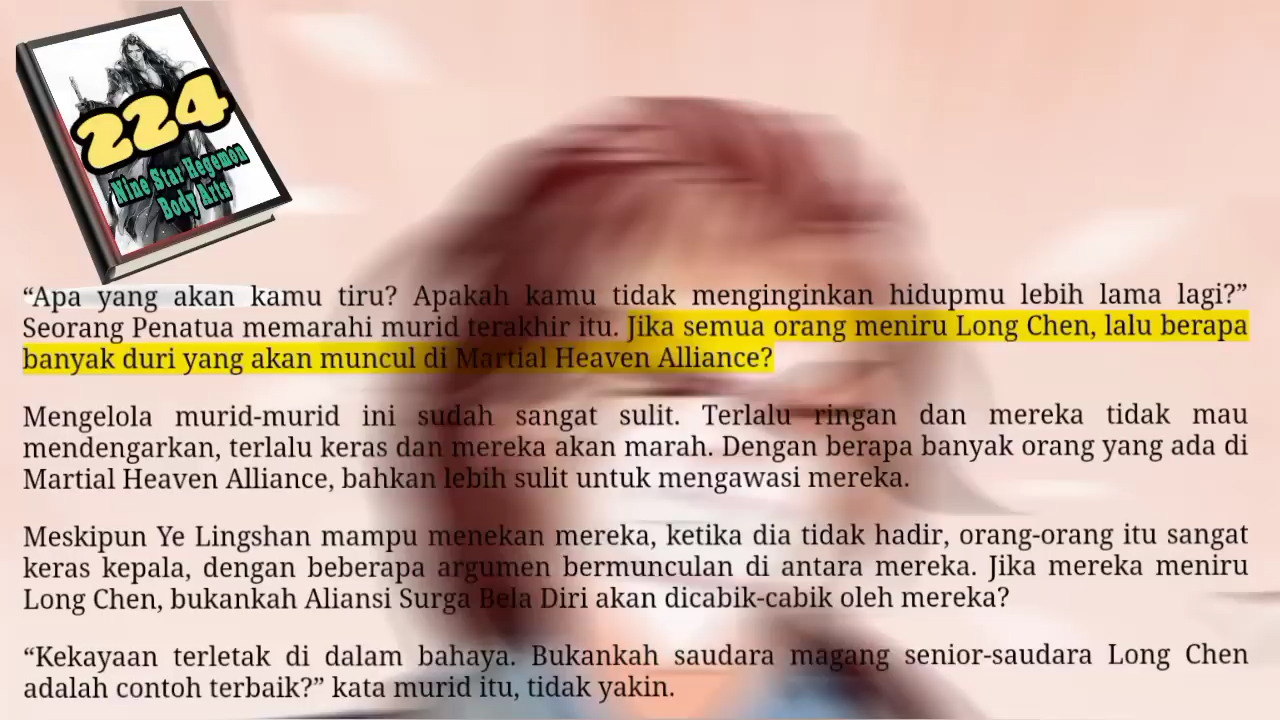 224
Nine Star Hegemon
Body Arts
“Apa yang akan kamu tiru? Apakah kamu tidak menginginkan hidupmu lebih lama lagi?”
Seorang Penatua memarahi murid terakhir itu. Jika semua orang meniru Long Chen, lalu berapa
banyak duri yang akan muncul di Martial Heaven Alliance?
Mengelola murid-murid ini sudah sangat sulit. Terlalu ringan dan mereka tidak mau
mendengarkan, terlalu keras dan mereka akan marah. Dengan berapa banyak orang yang ada di
Martial Heaven Alliance, bahkan lebih sulit untuk mengawasi mereka.
Meskipun Ye Lingshan mampu menekan mereka, ketika dia tidak hadir, orang-orang itu sangat
keras kepala, dengan beberapa argumen bermunculan di antara mereka. Jika mereka meniru
Long Chen, bukankah Aliansi Surga Bela Diri akan dicabik-cabik oleh mereka?
“Kekayaan terletak di dalam bahaya. Bukankah saudara magang senior-saudara Long Chen
adalah contoh terbaik?” kata murid itu, tidak yakin.